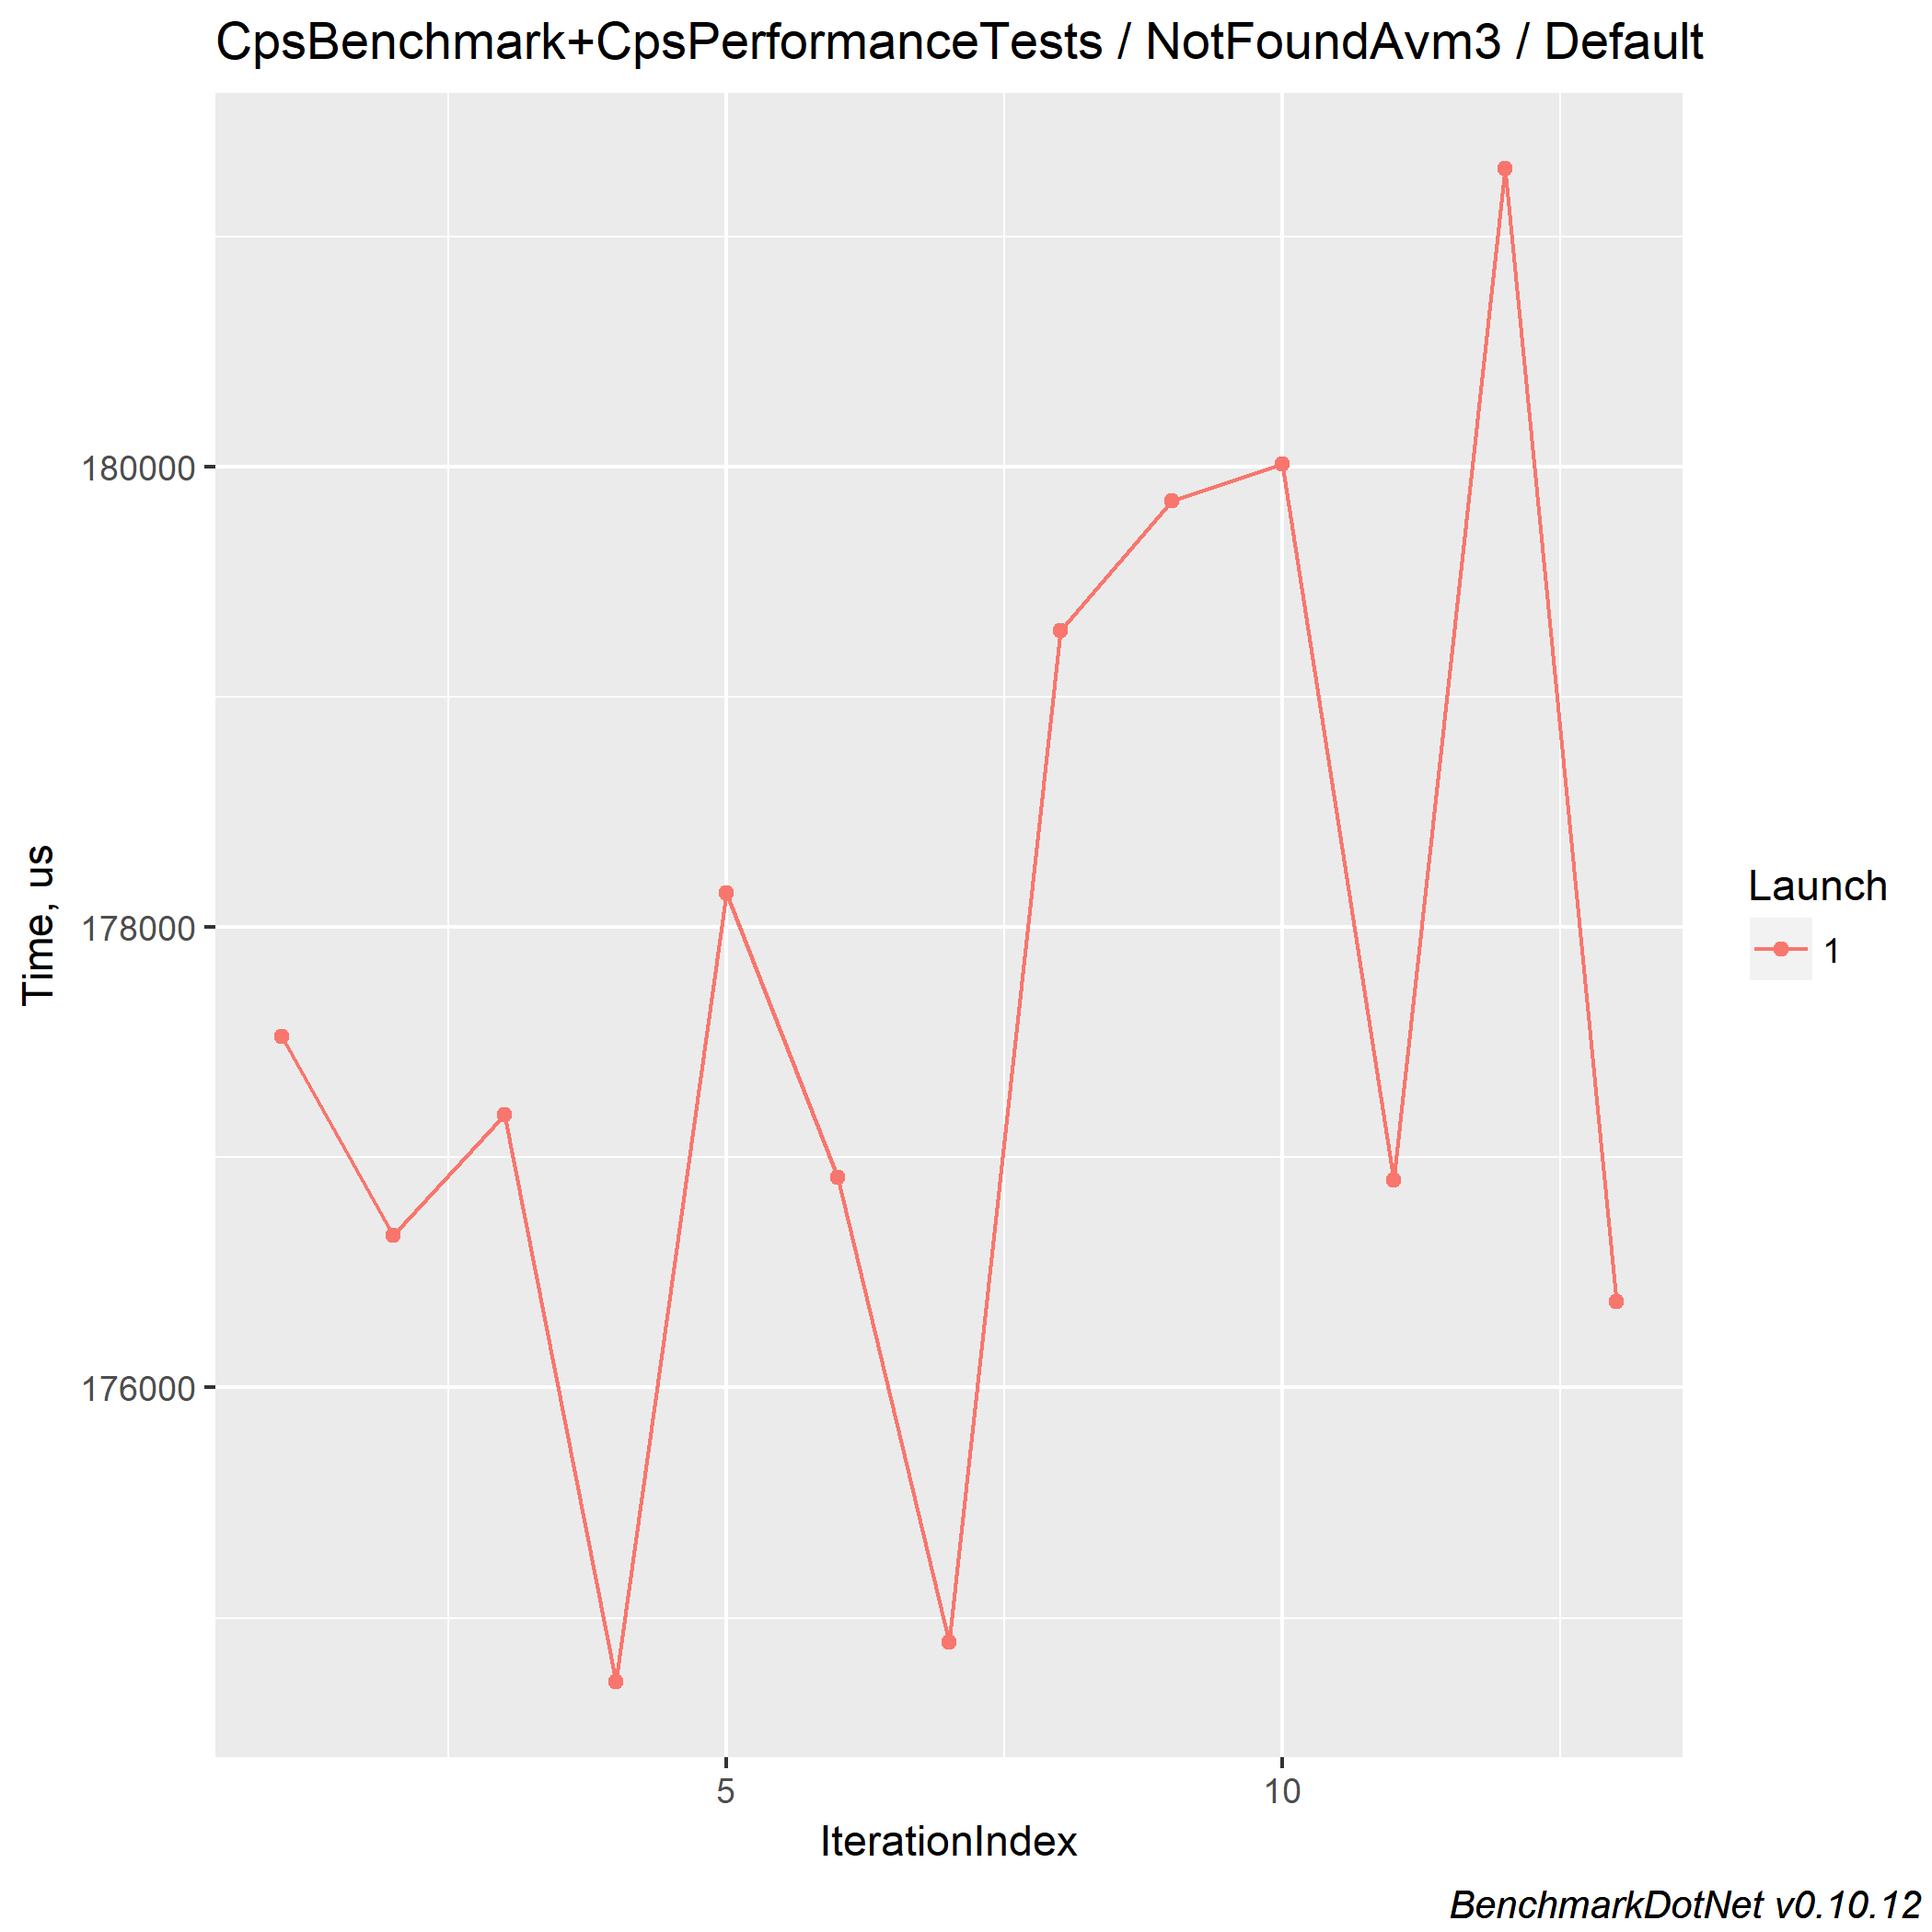 CpsBenchmark+CpsPerformanceTests / NotFoundAvm3 / Default
180000
178000
176000
Time, us
5
10
IterationIndex
Launch
1
BenchmarkDotNet v0.10.12